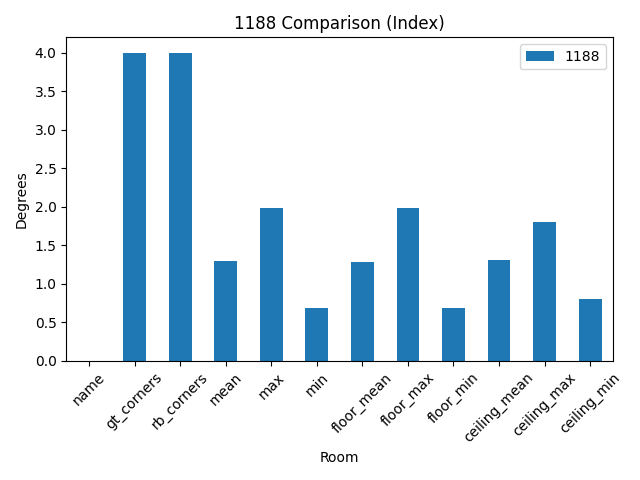 1188 Comparison (Index)
1188
Degrees
4.0
3.5
3.0
2.5
2.0
1.5
1.0
0.5
0.0
name
gt_corners
rb_corners
mean
max
min
floor_mean
floor_max
floor_min
ceiling_mean
ceiling_max
ceiling_min
Room